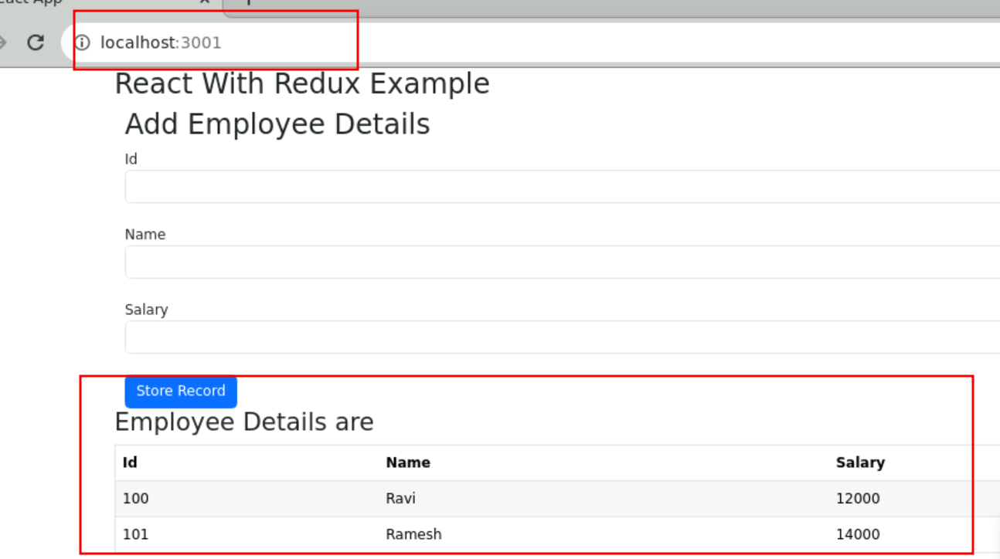 React App
localhost:3001
React With Redux Example
Add Employee Details
Id
Name
Salary
Store Record
Employee Details are
Id Name Salary
100 Ravi 12000
101 Ramesh 14000